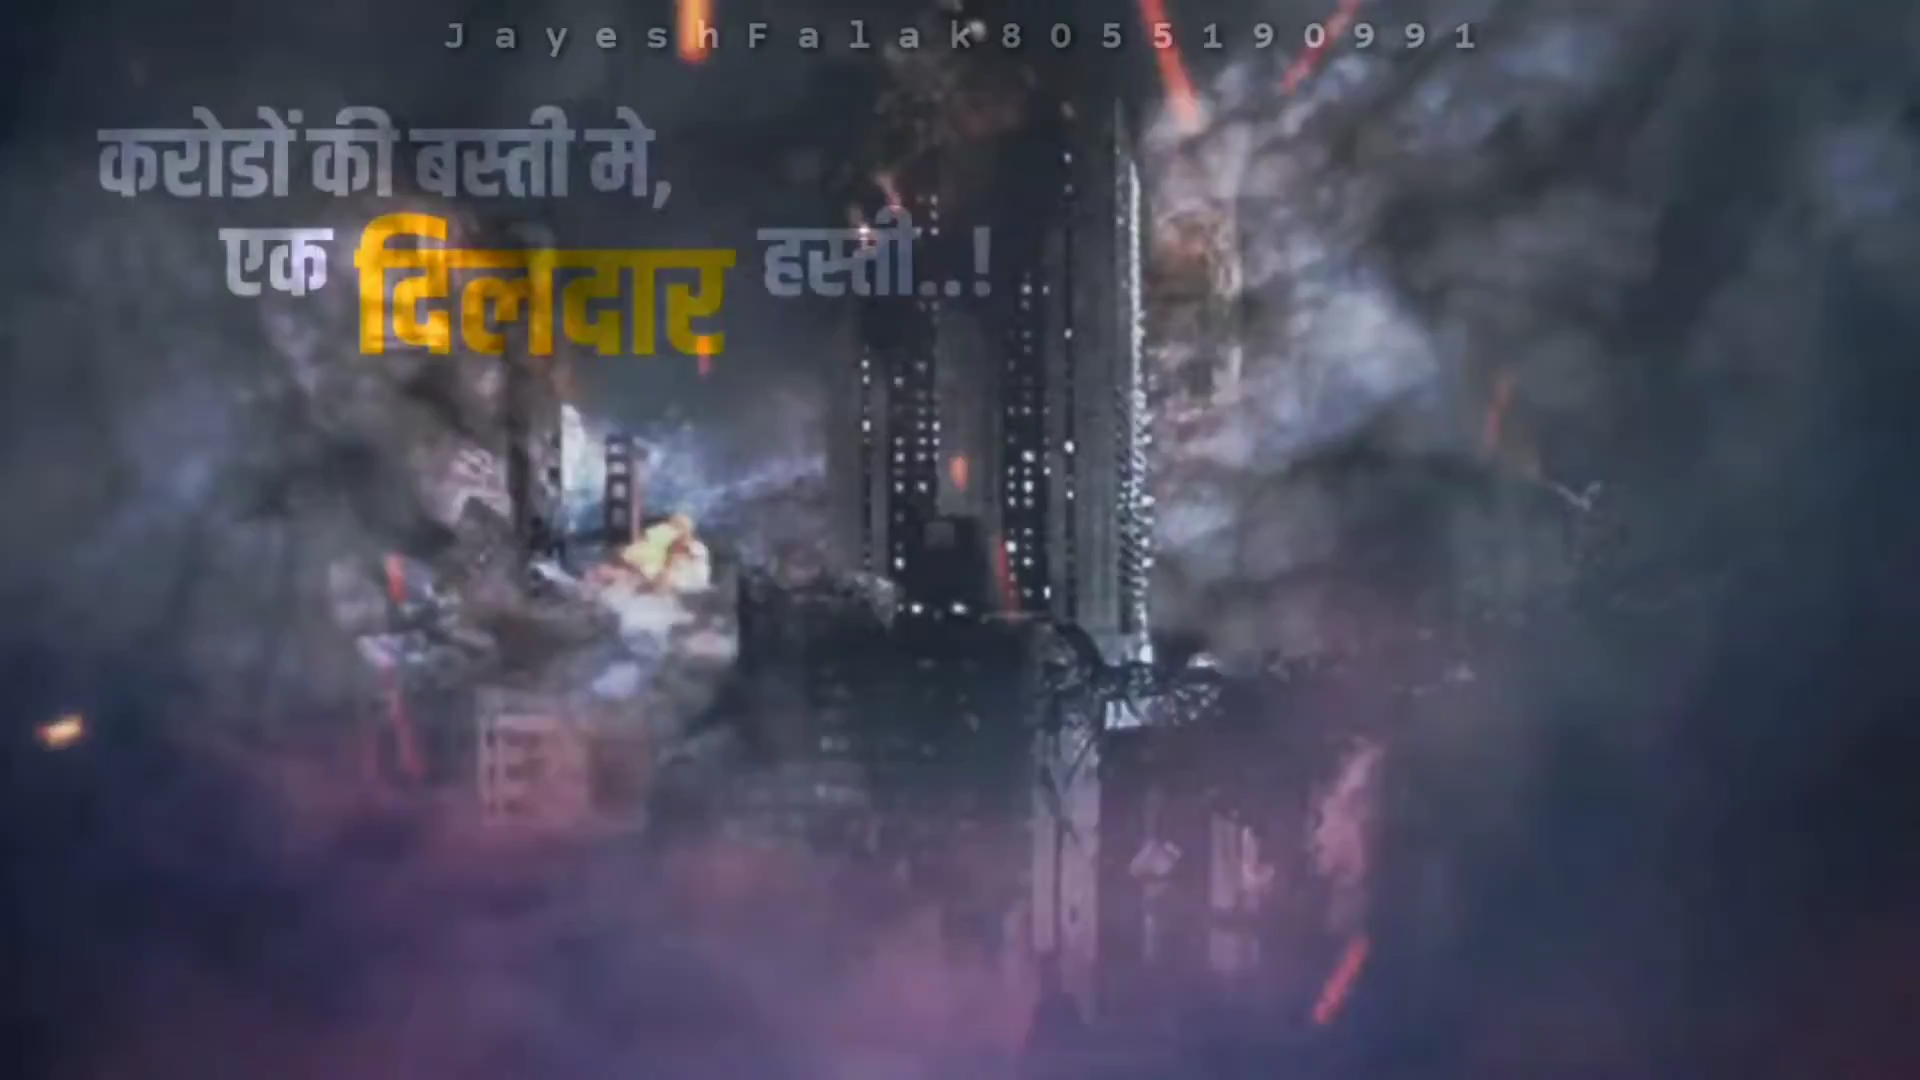 JayeshFalak8055190991
करोडों की बस्ती मे,
एक दिलदार हस्ती..!